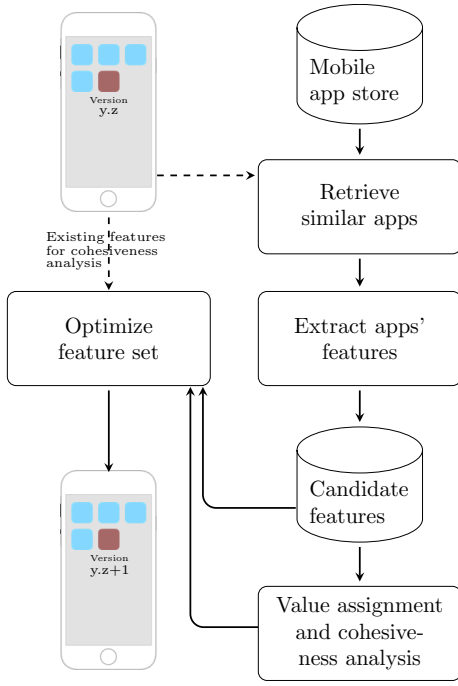 Version
y.z
Mobile
app store
Retrieve
similar apps
Existing features
for cohesiveness
analysis
Optimize
feature set
Extract apps'
features
Candidate
features
Version
y.z+1
Value assignment
and cohesive-
ness analysis